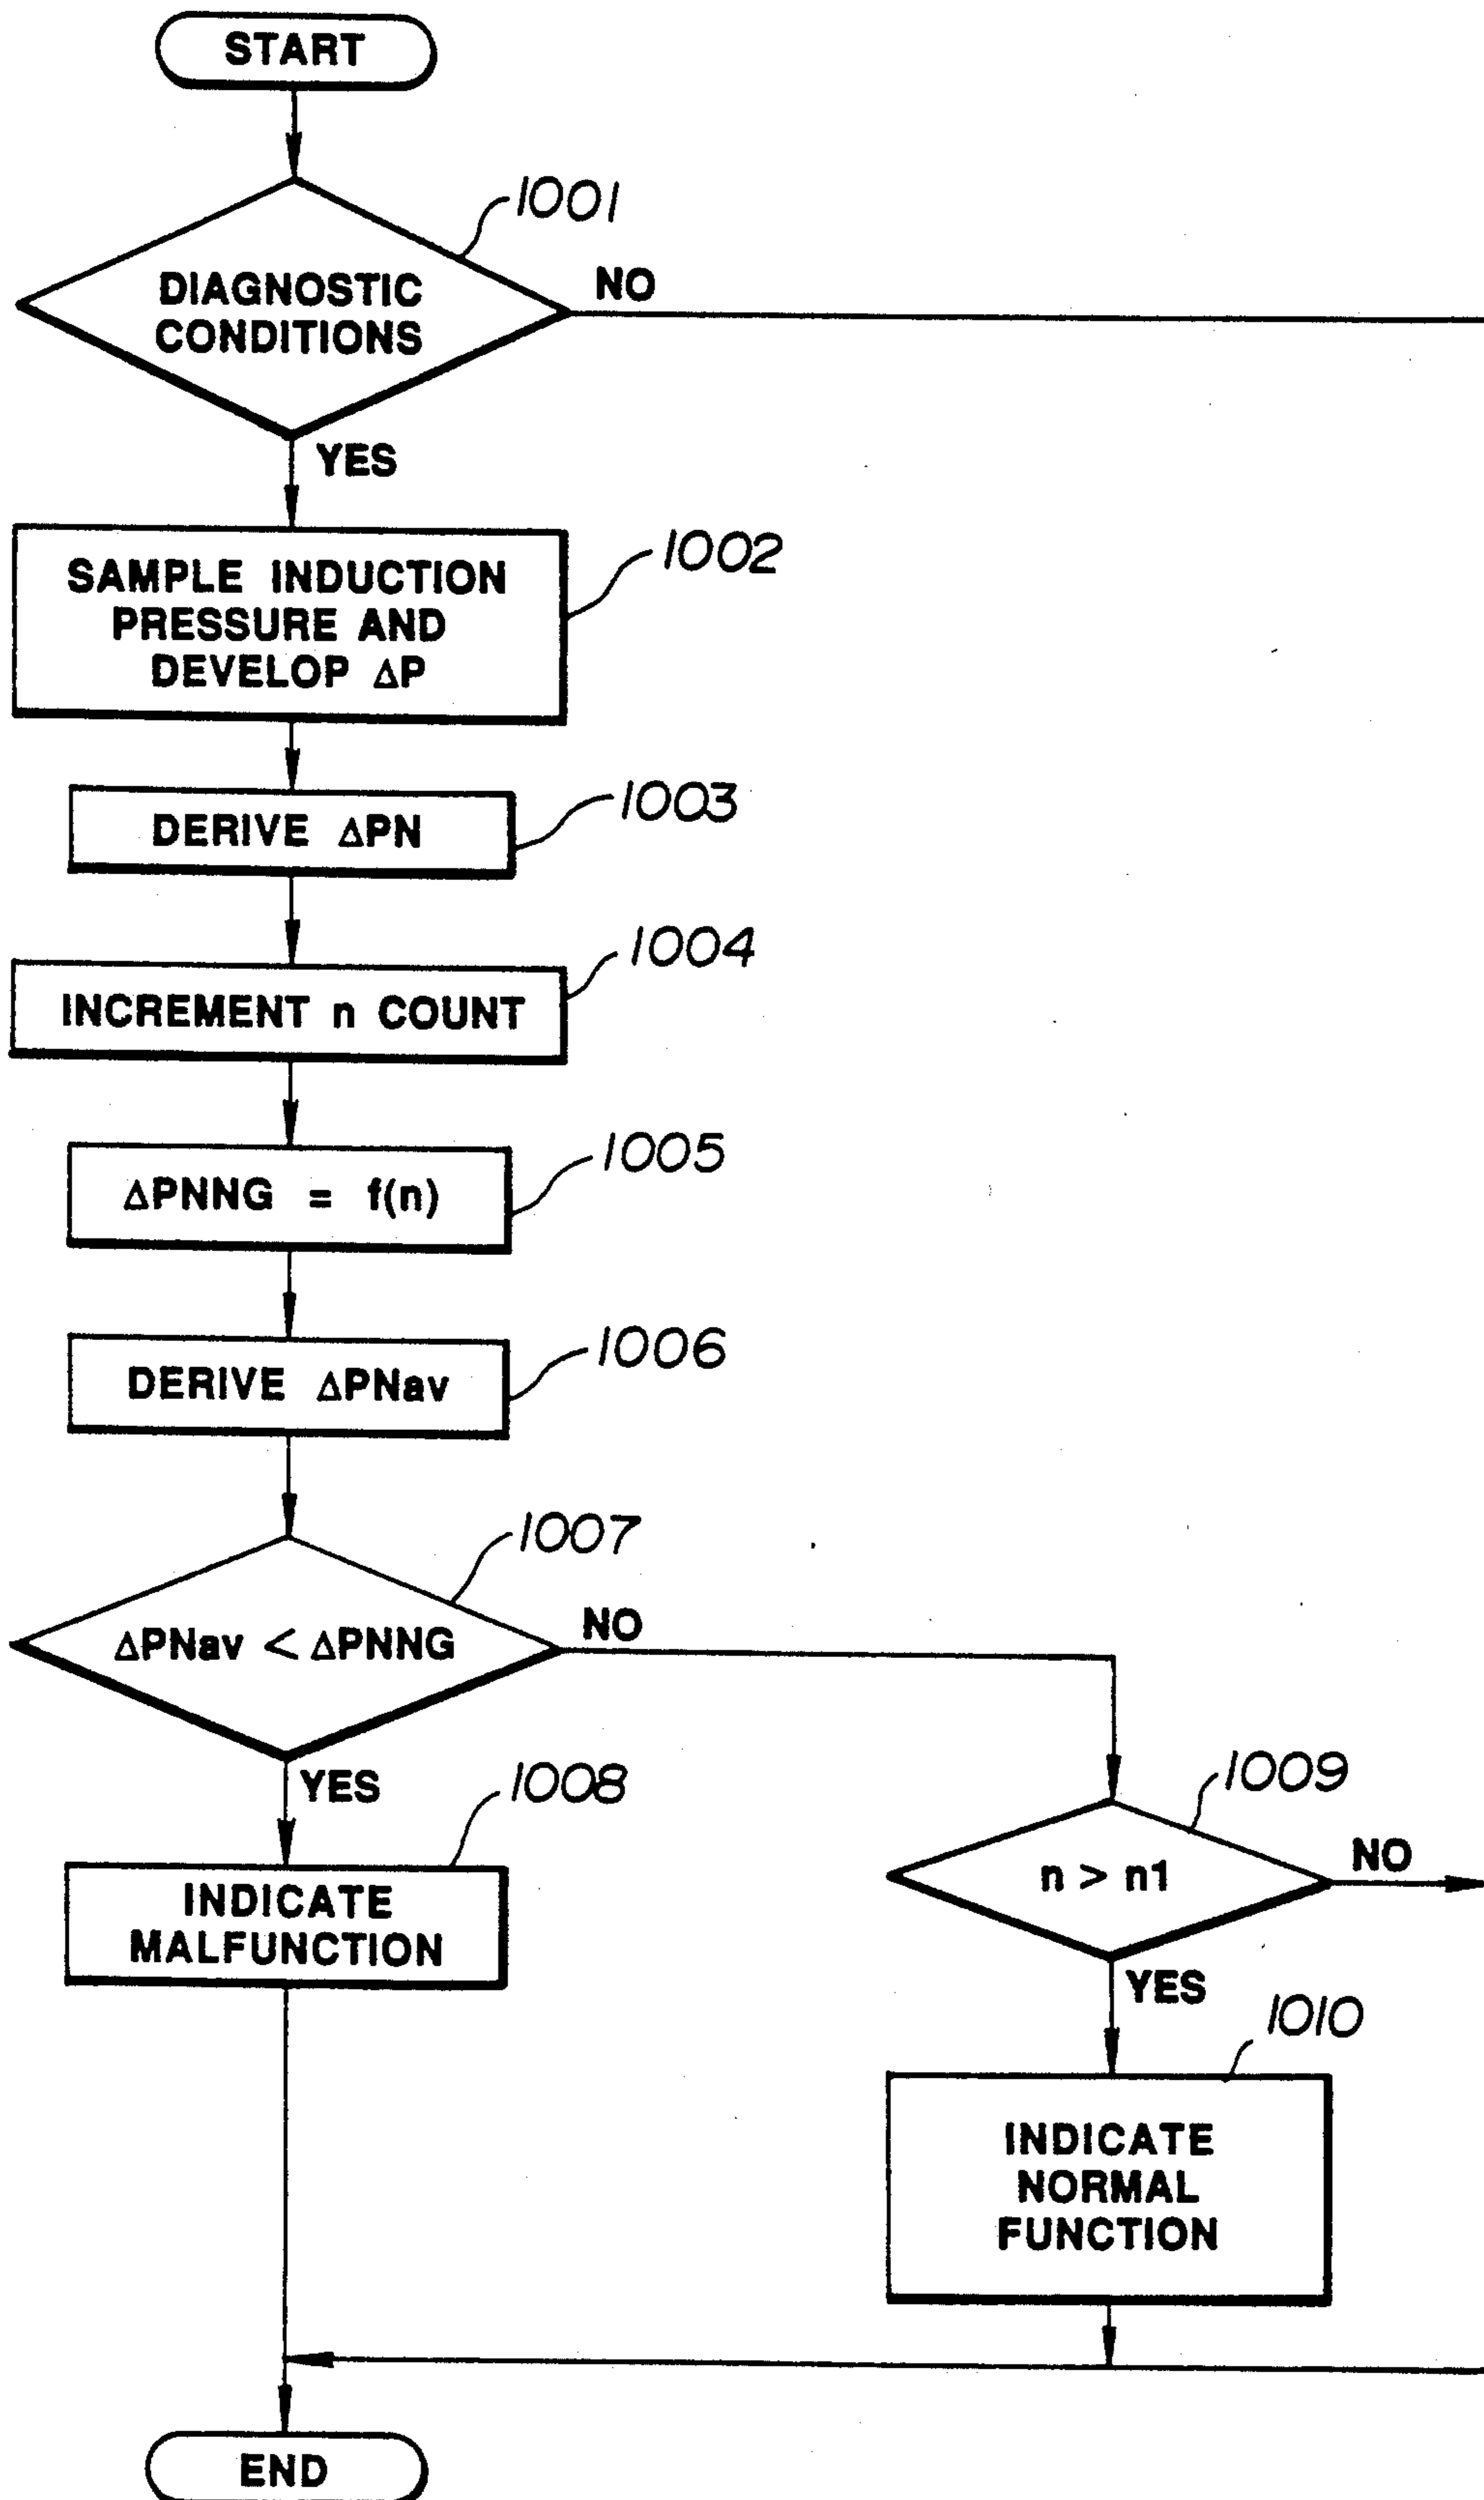 START
1001
DIAGNOSTIC
CONDITIONS
NO
YES
1002
SAMPLE INDUCTION
PRESSURE AND
DEVELOP ΔP
1003
DERIVE ΔPN
1004
INCREMENT n COUNT
1005
ΔPNNG = f(n)
1006
DERIVE ΔPNav
1007
ΔPNav < ΔPNNG
NO
YES
1008
INDICATE
MALFUNCTION
1009
n > n1
NO
YES
1010
INDICATE
NORMAL
FUNCTION
END